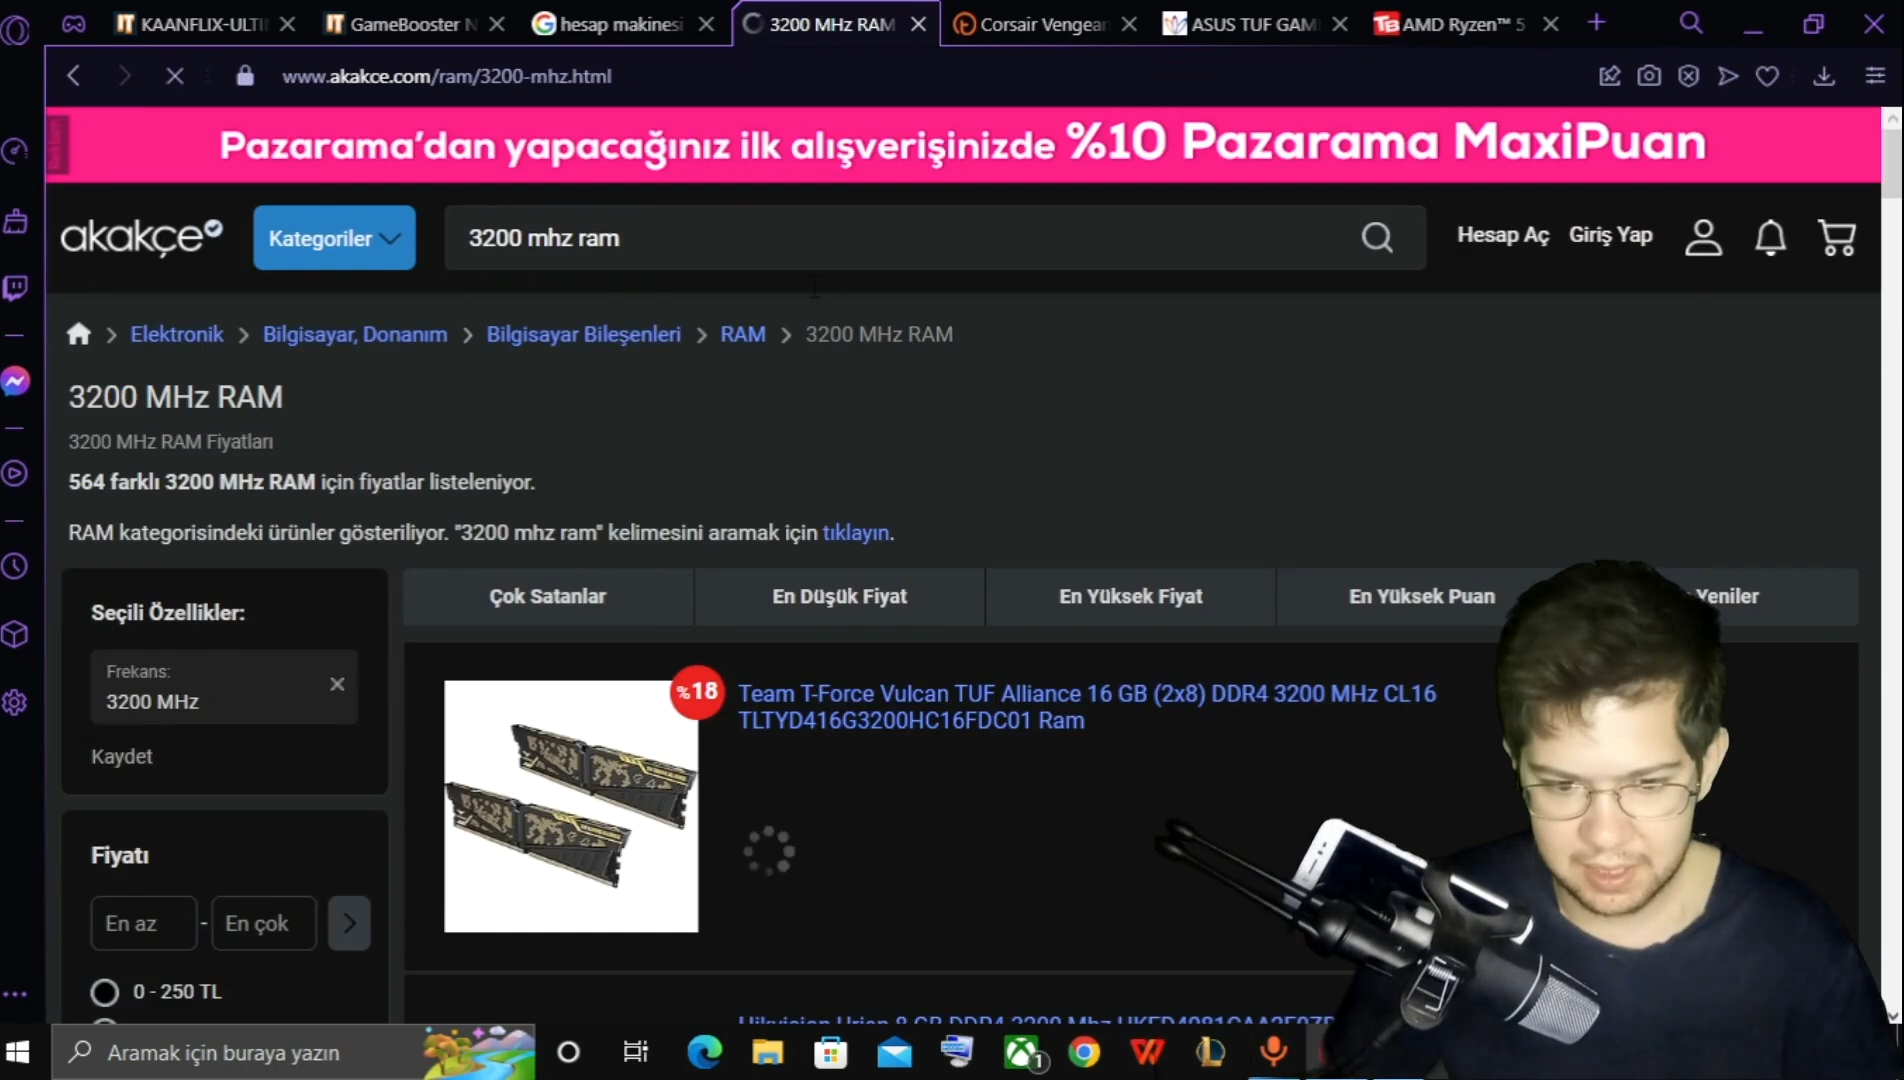 KAANFLIX-ULTI
GameBooster N
hesap makinesi
3200 MHz RAM
Corsair Vengean
ASUS TUF GAM
AMD Ryzen™ 5
www.akakce.com/ram/3200-mhz.html
Pazarama'dan yapacağınız ilk alışverişinizde %10 Pazarama MaxiPuan
akakçe
Kategoriler
3200 mhz ram
Hesap Aç
Giriş Yap
Elektronik > Bilgisayar, Donanım > Bilgisayar Bileşenleri > RAM > 3200 MHz RAM
3200 MHz RAM
3200 MHz RAM Fiyatları
564 farklı 3200 MHz RAM için fiyatlar listeleniyor.
RAM kategorisindeki ürünler gösteriliyor. "3200 mhz ram" kelimesini aramak için tıklayın.
Seçili Özellikler:
Frekans:
3200 MHz
Kaydet
Fiyatı
En az - En çok
0 - 250 TL
Çok Satanlar
En Düşük Fiyat
En Yüksek Fiyat
En Yüksek Puan
Yeniler
%18
Team T-Force Vulcan TUF Alliance 16 GB (2x8) DDR4 3200 MHz CL16
TLTYD416G3200HC16FDC01 Ram
Aramak için buraya yazın
1